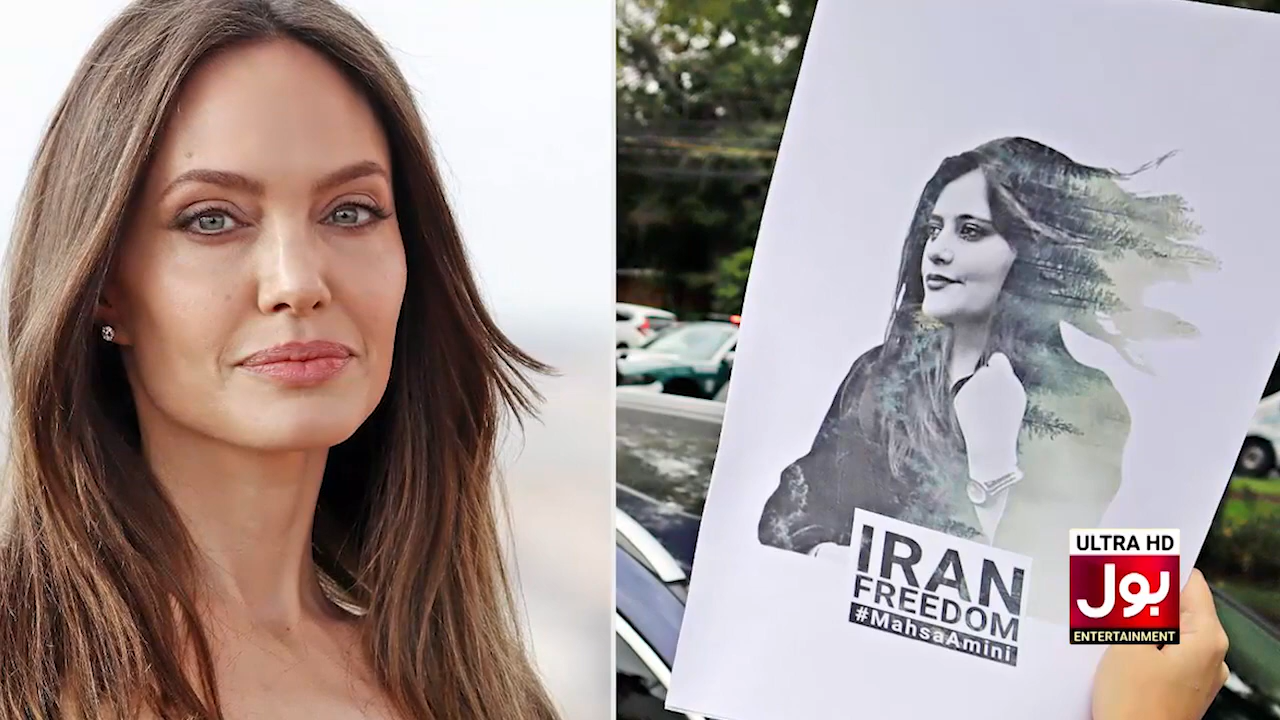 IRAN
FREEDOM
#MahsaAmini
ULTRA HD
بول
ENTERTAINMENT